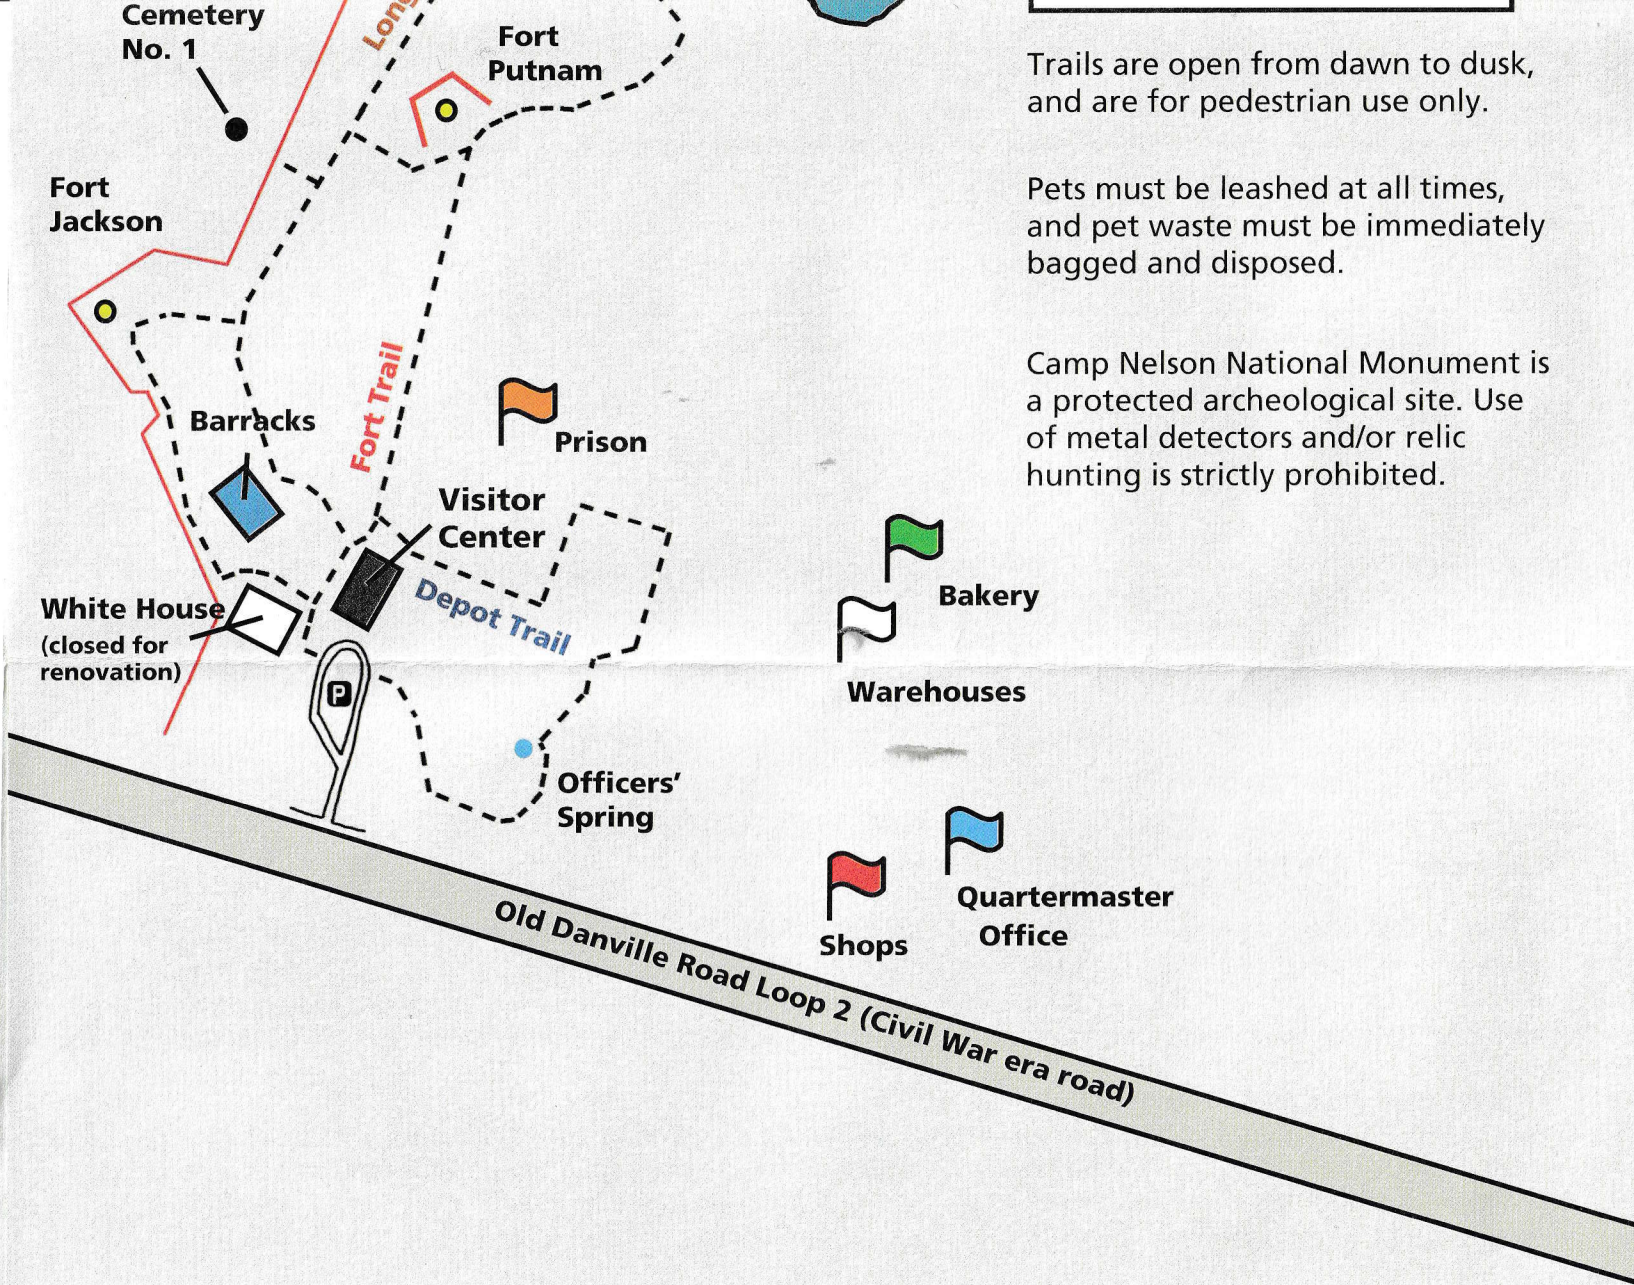 Cemetery
No. 1
Long
Fort
Putnam
Fort
Jackson
Fort Trail
Barracks
Prison
Visitor
Center
Depot Trail
White House
(closed for
renovation)
P
Officers’
Spring
Bakery
Warehouses
Quartermaster
Office
Shops
Old Danville Road Loop 2 (Civil War era road)
Trails are open from dawn to dusk,
and are for pedestrian use only.
Pets must be leashed at all times,
and pet waste must be immediately
bagged and disposed.
Camp Nelson National Monument is
a protected archeological site. Use
of metal detectors and/or relic
hunting is strictly prohibited.